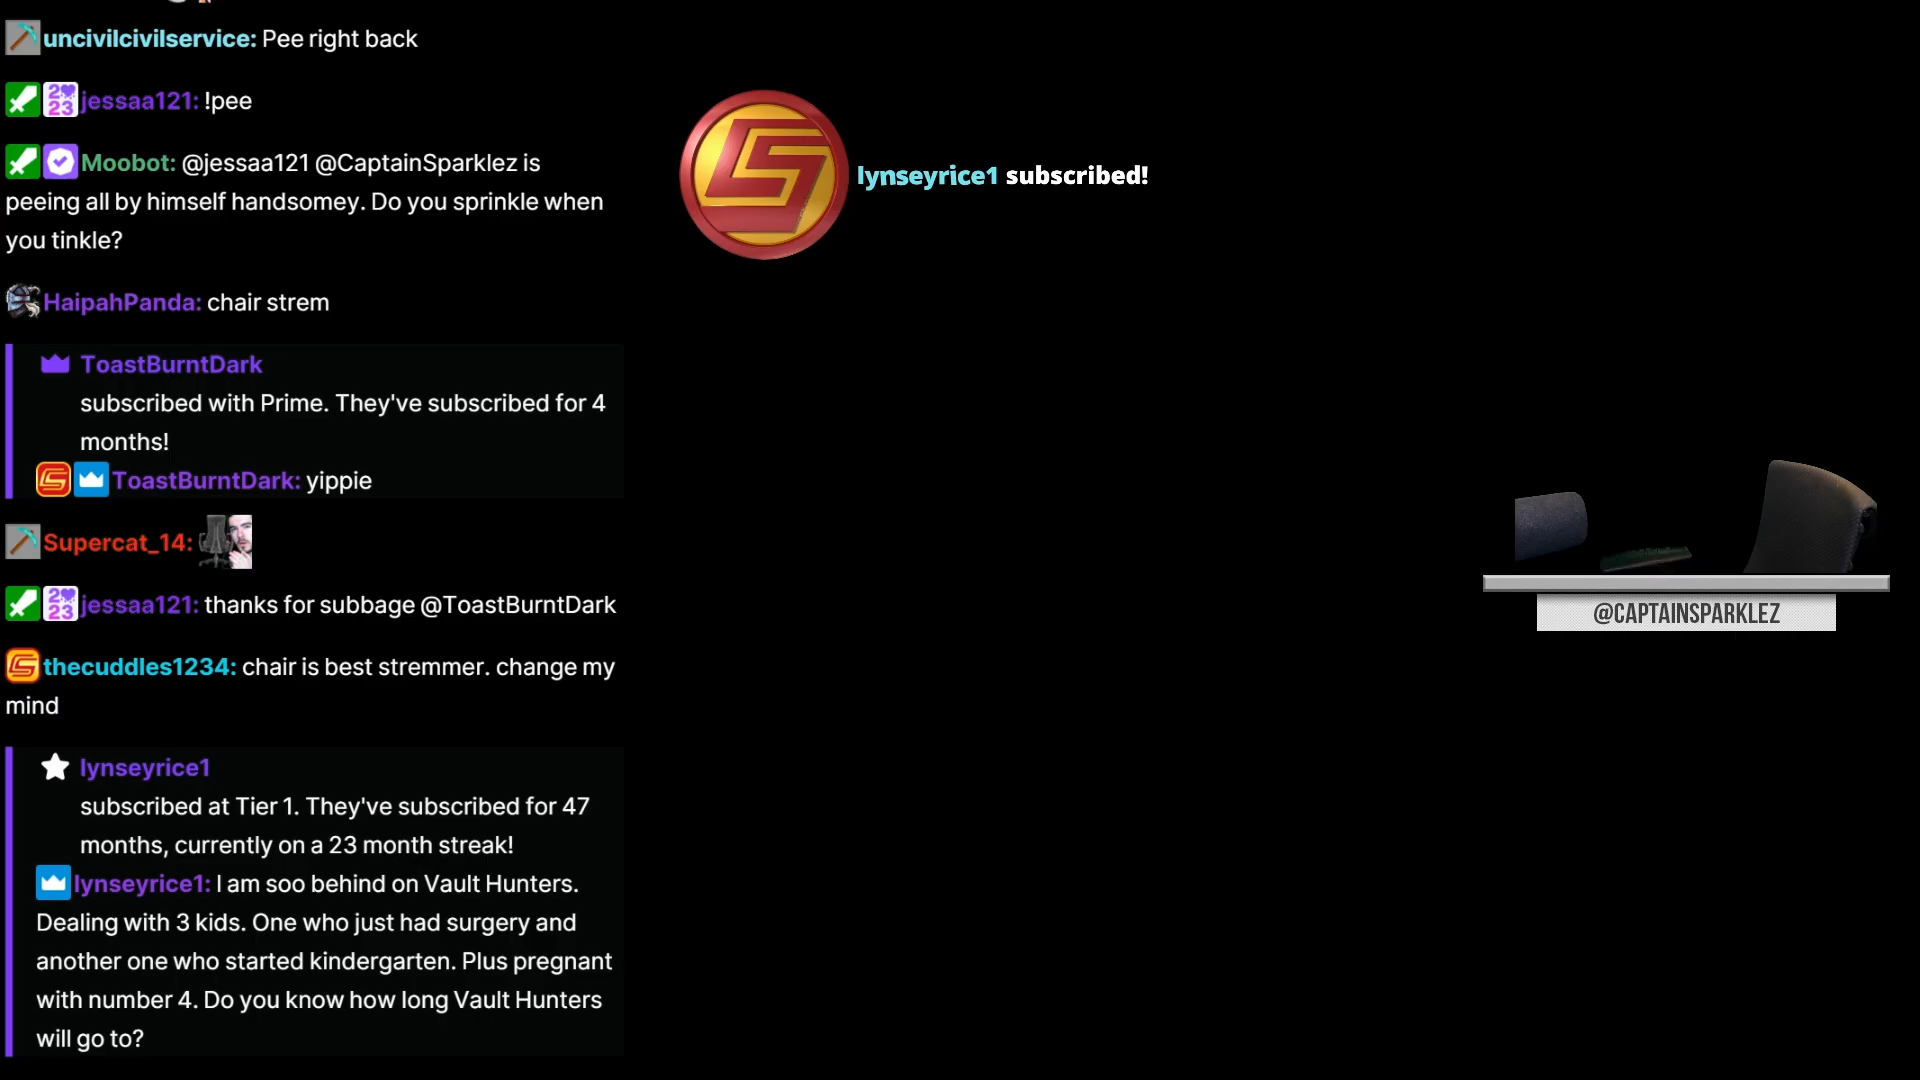 uncivilcivilservice: Pee right back
jessaa121: !pee
Moobot: @jessaa121 @CaptainSparklez is
peeing all by himself handsomey. Do you sprinkle when
you tinkle?
HaipahPanda: chair strem
ToastBurntDark
subscribed with Prime. They've subscribed for 4
months!
ToastBurntDark: yippie
Supercat_14:
jessaa121: thanks for subbage @ToastBurntDark
thecuddles1234: chair is best stremmer. change my
mind
lynseyrice1
subscribed at Tier 1. They've subscribed for 47
months, currently on a 23 month streak!
lynseyrice1: I am soo behind on Vault Hunters.
Dealing with 3 kids. One who just had surgery and
another one who started kindergarten. Plus pregnant
with number 4. Do you know how long Vault Hunters
will go to?
lynseyrice1 subscribed!
@CAPTAINSPARKLEZ